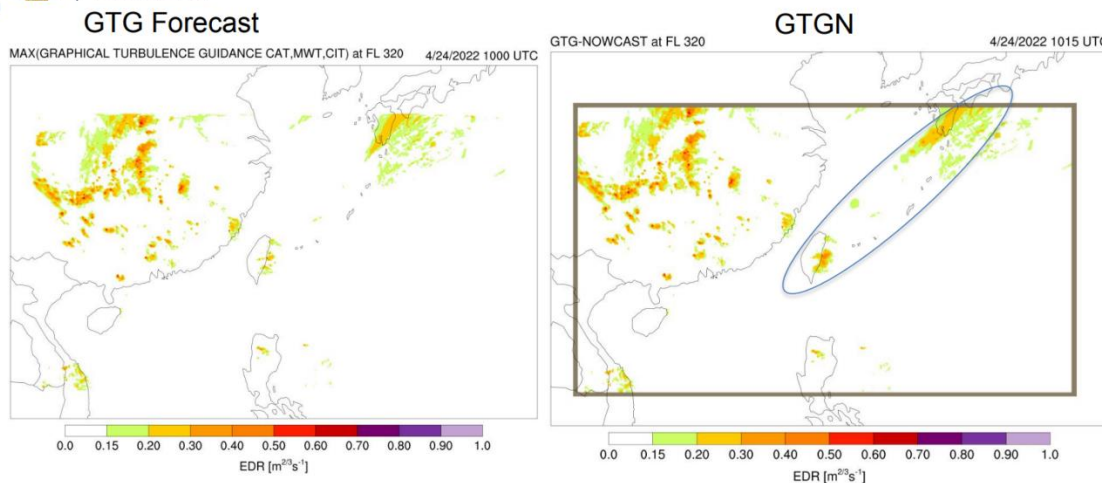 GTG Forecast
MAX(GRAPHICAL TURBULENCE GUIDANCE CAT,MWT,CIT) at FL 320 4/24/2022 1000 UTC
0.0 0.15 0.20 0.30 0.40 0.50 0.60 0.70 0.80 0.90 1.0
EDR [m^2/3s^-1]
GTGN
GTG-NOWCAST at FL 320 4/24/2022 1015 UTC
0.0 0.15 0.20 0.30 0.40 0.50 0.60 0.70 0.80 0.90 1.0
EDR [m^2/3s^-1]